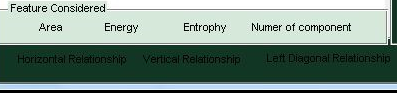 Feature Considered
Area Energy Entrophy Numer of component
Horizontal Relationship Vertical Relationship Left Diagonal Relationship